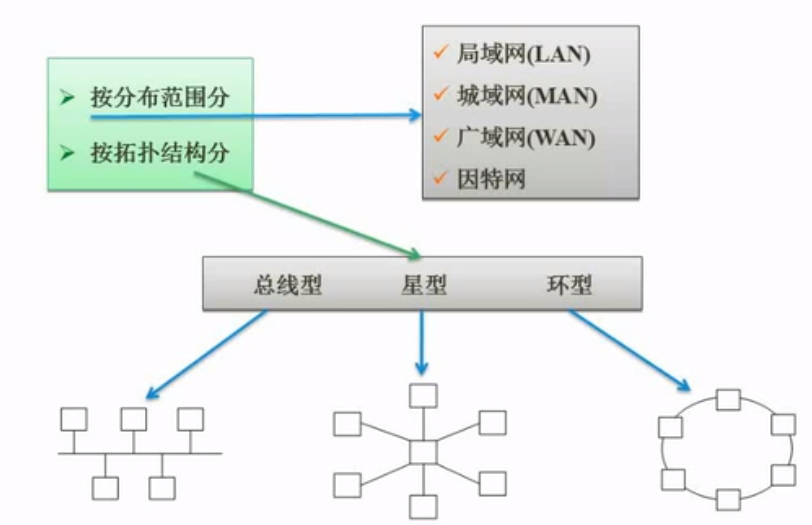 按分布范围分
按拓扑结构分
局域网(LAN)
城域网(MAN)
广域网(WAN)
因特网
总线型 星型 环型